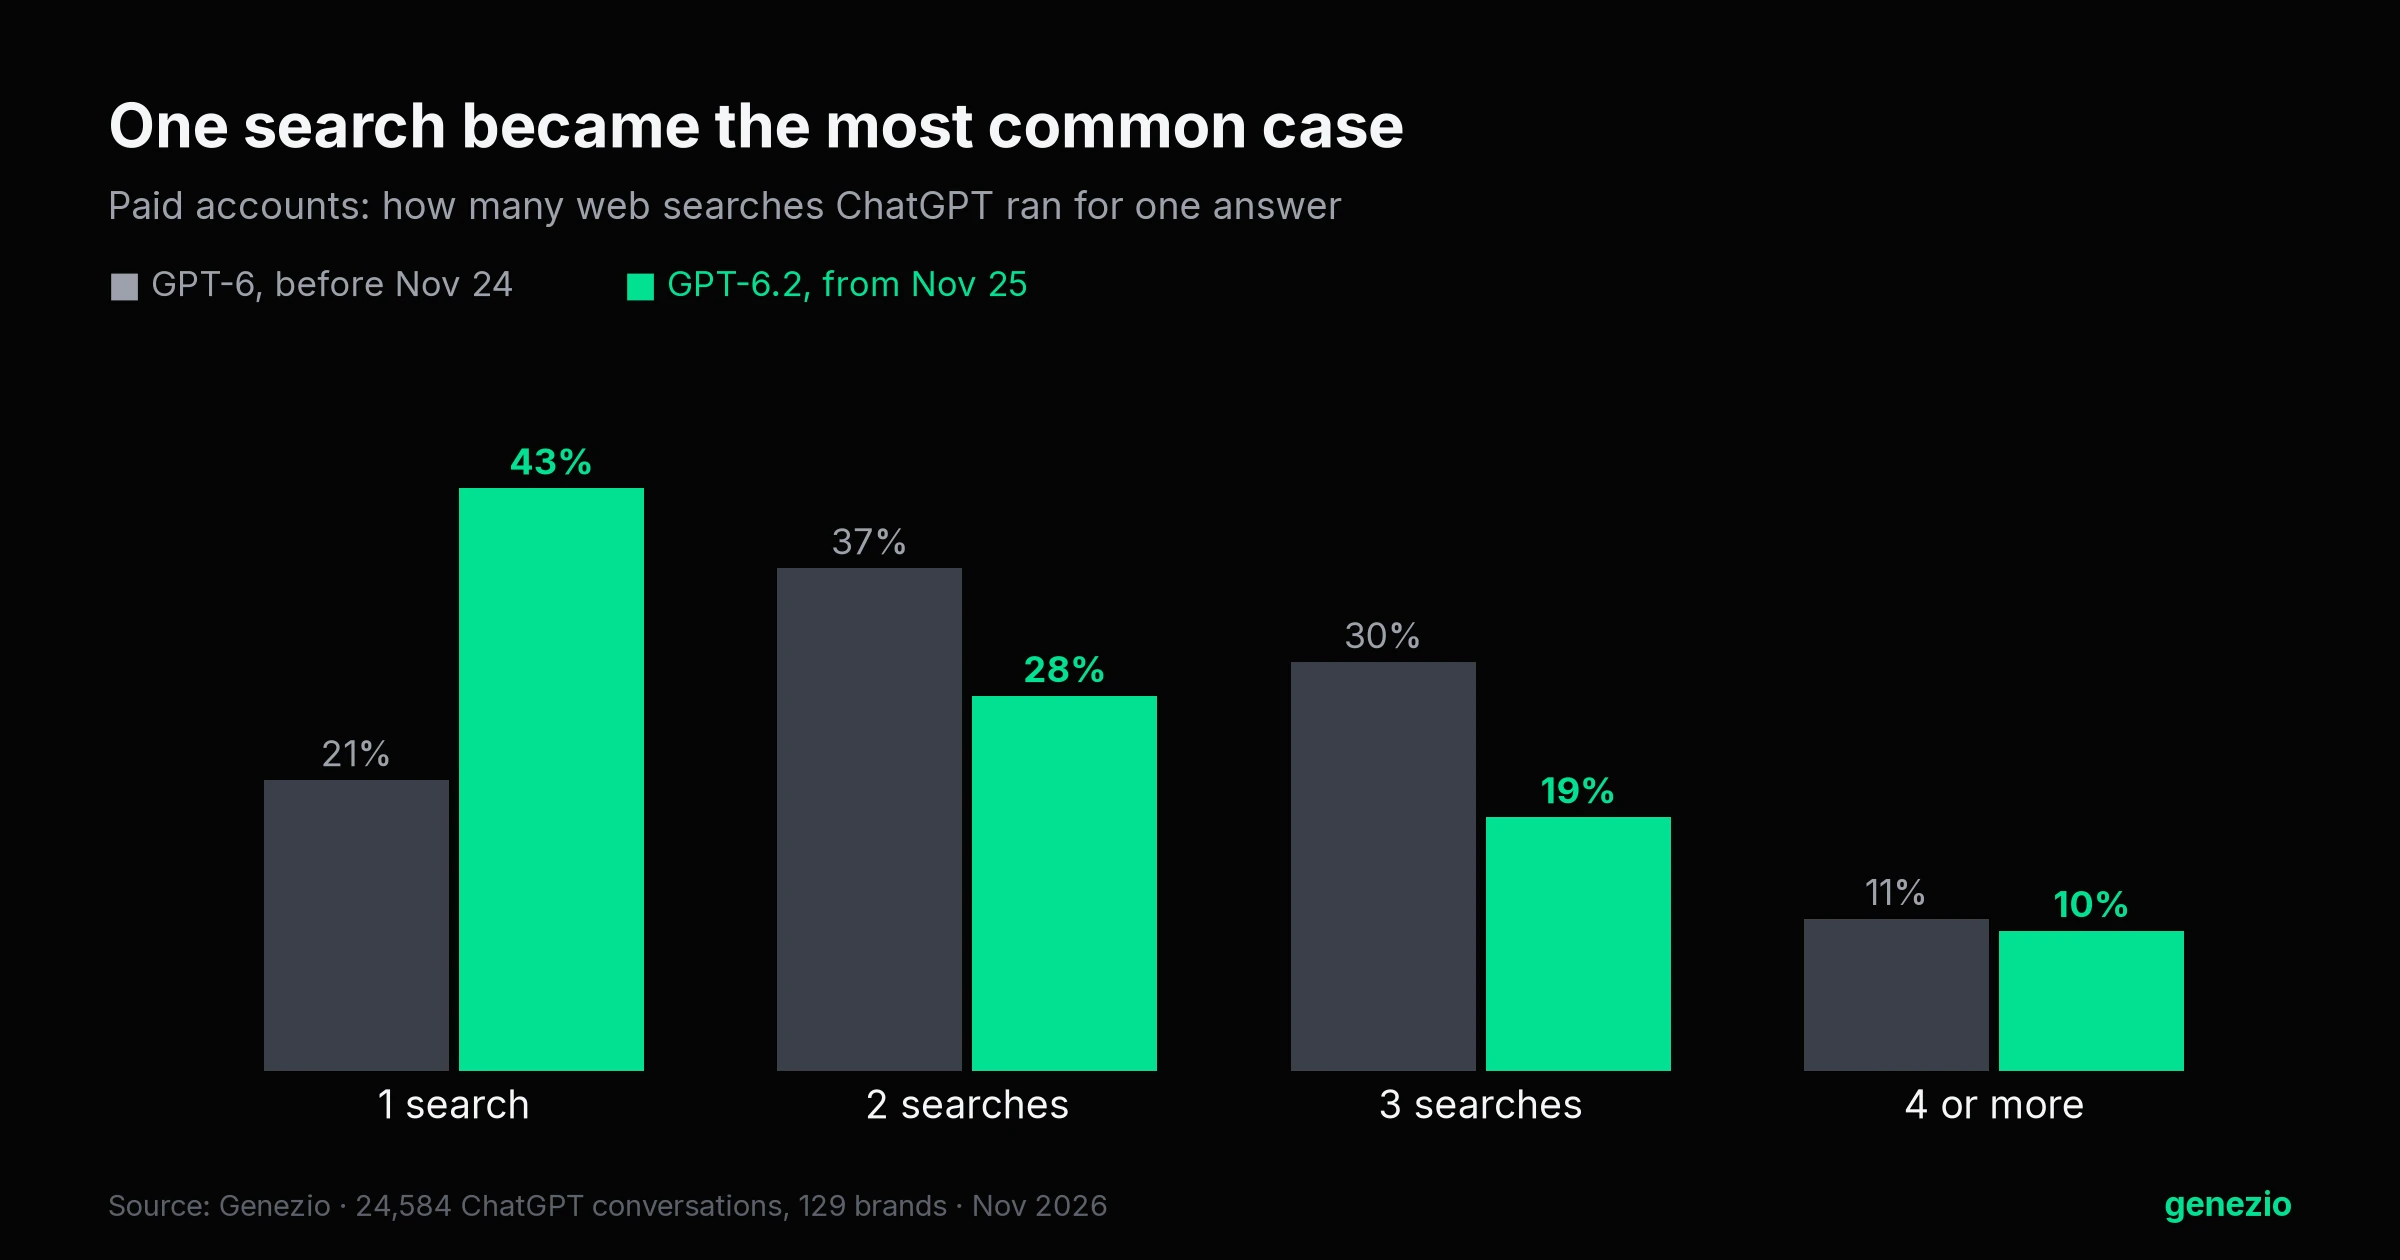 One search became the most common case
Paid accounts: how many web searches ChatGPT ran for one answer
GPT-6, before Nov 24
GPT-6.2, from Nov 25
21%
43%
37%
28%
30%
19%
11%
10%
1 search
2 searches
3 searches
4 or more
Source: Genezio · 24,584 ChatGPT conversations, 129 brands · Nov 2026
genezio